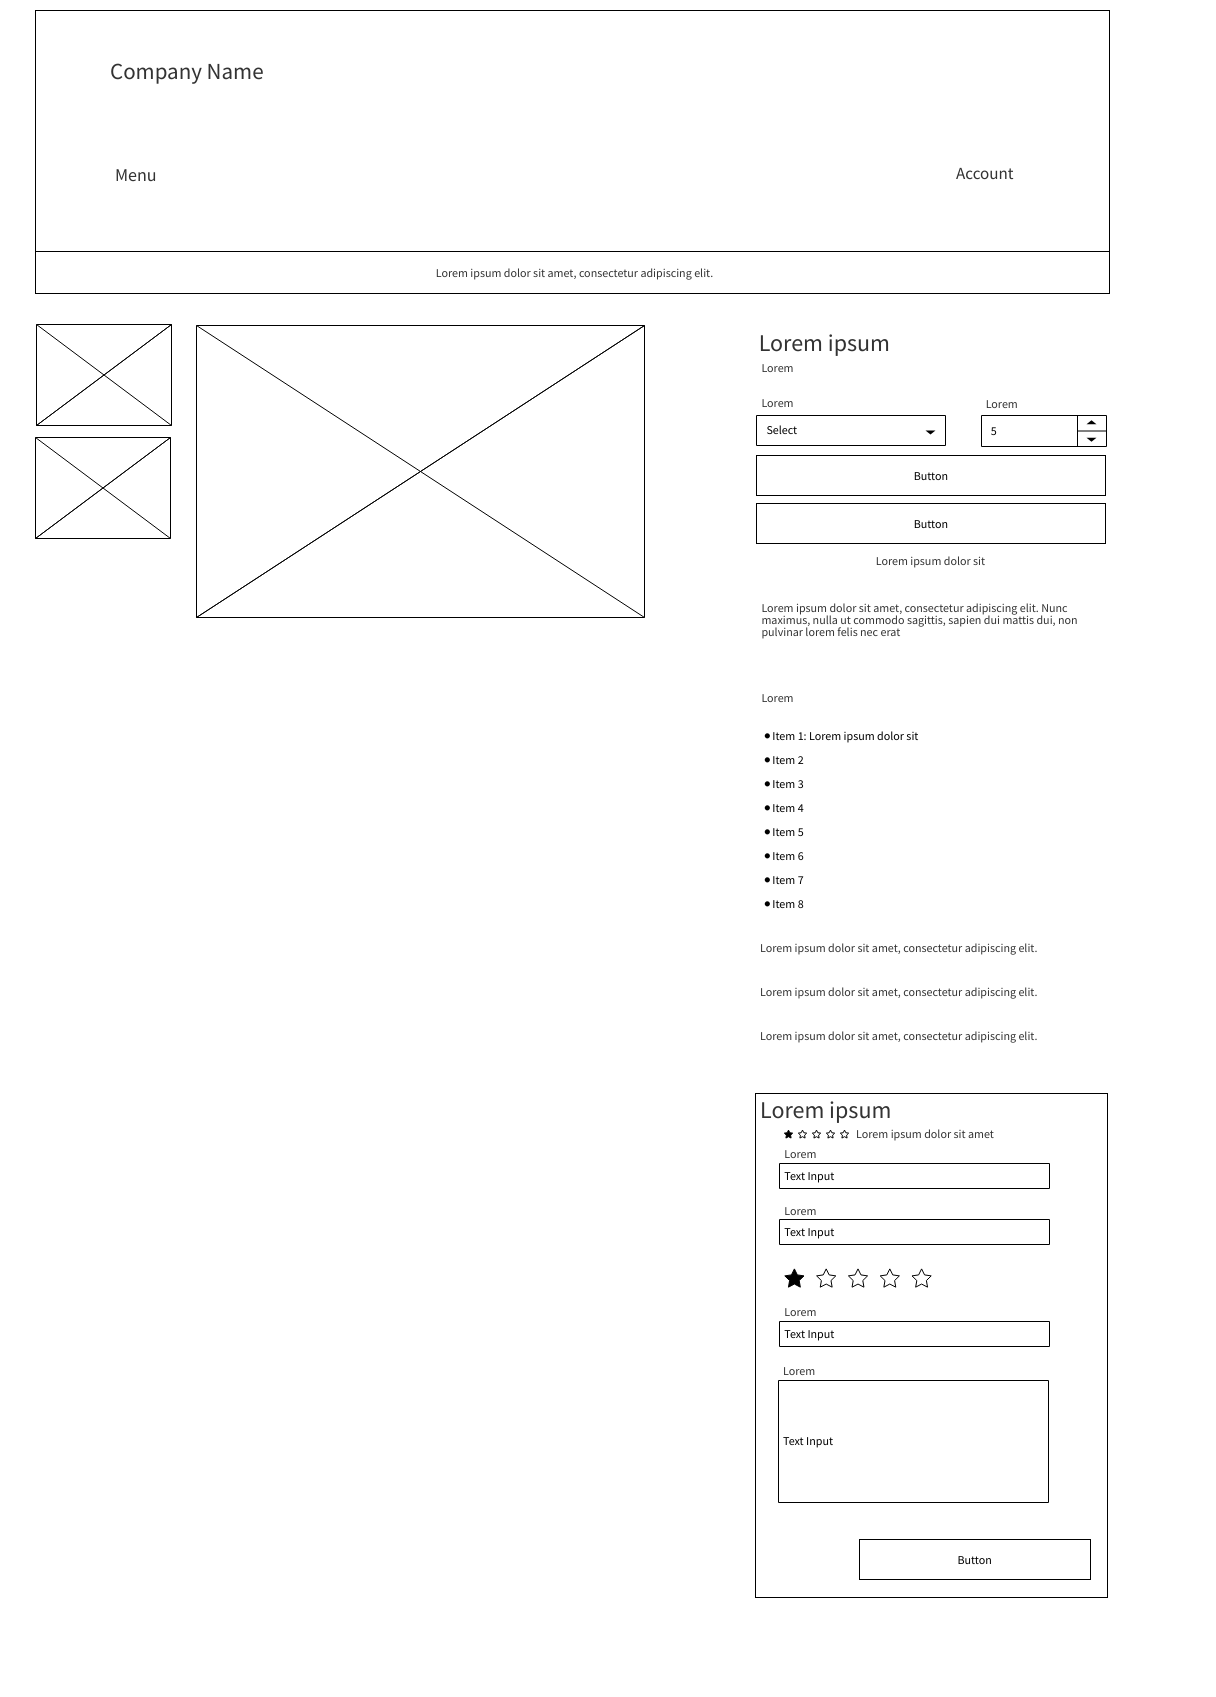 Company Name
Menu
Account
Lorem ipsum dolor sit amet, consectetur adipiscing elit.
Lorem ipsum
Lorem
Lorem
Lorem
Select
5
Button
Button
Lorem ipsum dolor sit
Lorem ipsum dolor sit amet, consectetur adipiscing elit. Nunc
maximus, nulla ut commodo sagittis, sapien dui mattis dui, non
pulvinar lorem felis nec erat
Lorem
Item 1: Lorem ipsum dolor sit
Item 2
Item 3
Item 4
Item 5
Item 6
Item 7
Item 8
Lorem ipsum dolor sit amet, consectetur adipiscing elit.
Lorem ipsum dolor sit amet, consectetur adipiscing elit.
Lorem ipsum dolor sit amet, consectetur adipiscing elit.
Lorem ipsum
Lorem ipsum dolor sit amet
Lorem
Text Input
Lorem
Text Input
Lorem
Text Input
Lorem
Text Input
Button